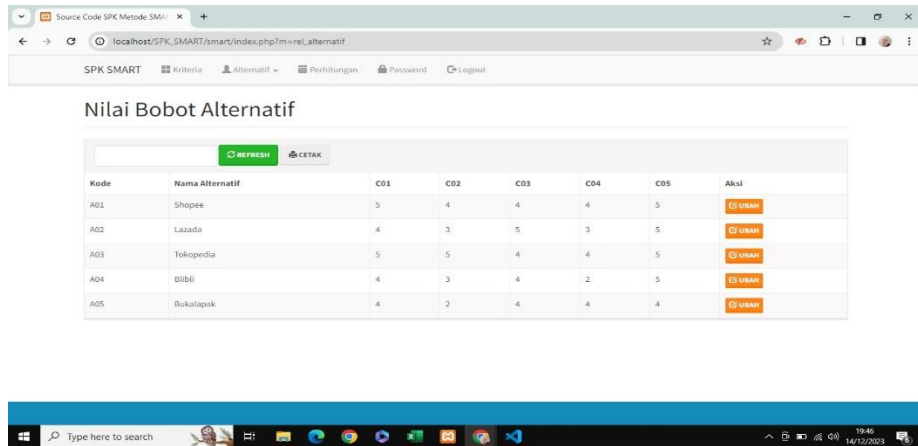 Source Code SPK Metode SMA
localhost/SPK_SMART/smart/index.php?m=rel_alternatif
SPK SMART Kriteria Alternatif Perhitungan Password Logout
Nilai Bobot Alternatif
REFRESH CETAK
Kode Nama Alternatif C01 C02 C03 C04 C05 Aksi
A01 Shopee 5 4 4 4 5 UBAH
A02 Lazada 4 3 5 3 5 UBAH
A03 Tokopedia 5 5 4 4 5 UBAH
A04 Blibli 4 3 4 2 5 UBAH
A05 Bukalapak 4 2 4 4 4 UBAH
Type here to search
19:46
14/12/2023